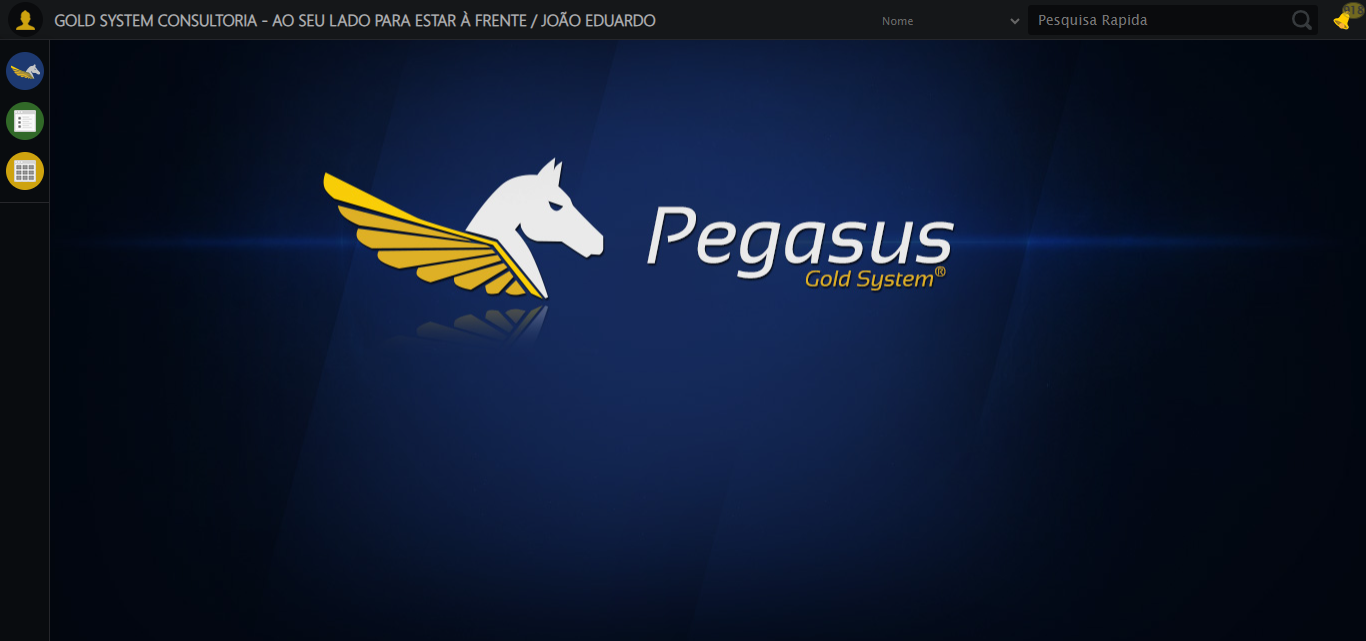 GOLD SYSTEM CONSULTORIA - AO SEU LADO PARA ESTAR À FRENTE / JOÃO EDUARDO
Nome
Pesquisa Rapida
Pegasus
Gold System®